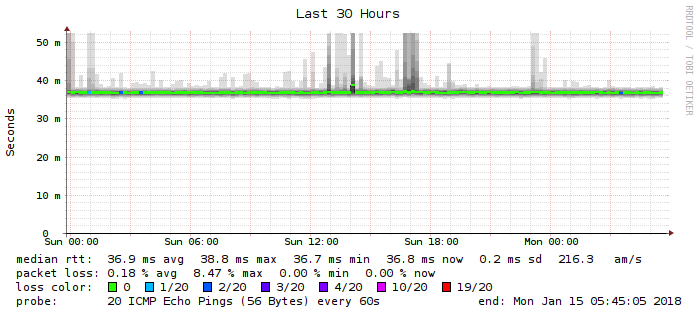 Last 30 Hours
RRDTOOL / TOBI OETIKER
Seconds
50 m
40 m
30 m
20 m
10 m
0
Sun 00:00 Sun 06:00 Sun 12:00 Sun 18:00 Mon 00:00
median rtt: 36.9 ms avg 38.8 ms max 36.7 ms min 36.8 ms now 0.2 ms sd 216.3 am/s
packet loss: 0.18 % avg 8.47 % max 0.00 % min 0.00 % now
loss color: 0 1/20 2/20 3/20 4/20 10/20 19/20
probe: 20 ICMP Echo Pings (56 Bytes) every 60s end: Mon Jan 15 05:45:05 2018